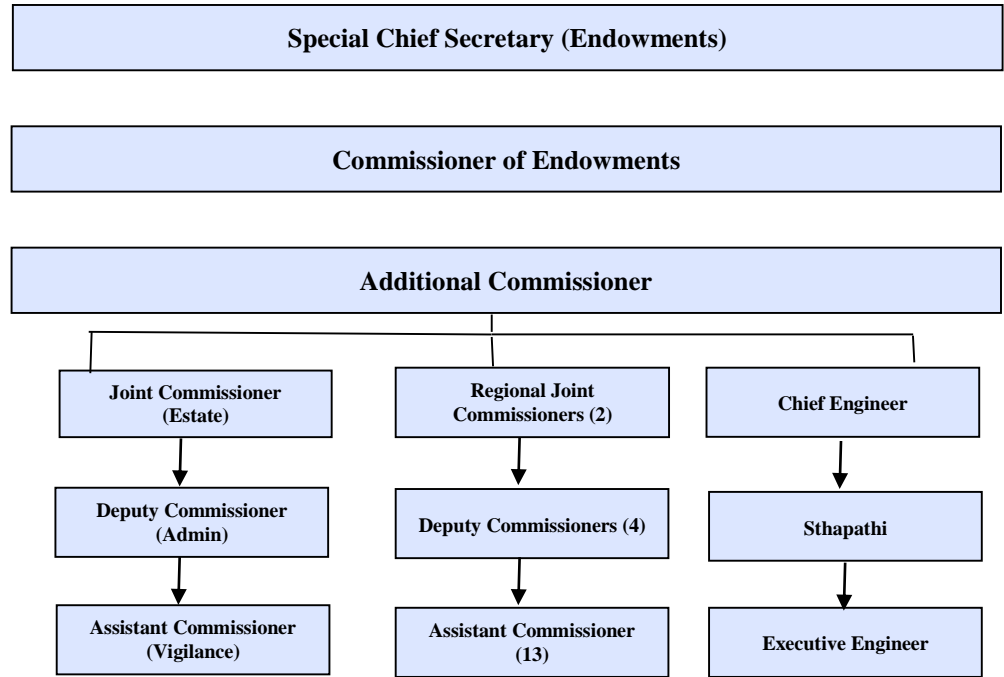 Special Chief Secretary (Endowments)
Commissioner of Endowments
Additional Commissioner
Joint Commissioner
(Estate)
Regional Joint
Commissioners (2)
Chief Engineer
Deputy Commissioner
(Admin)
Deputy Commissioners (4)
Sthapathi
Assistant Commissioner
(Vigilance)
Assistant Commissioner
(13)
Executive Engineer